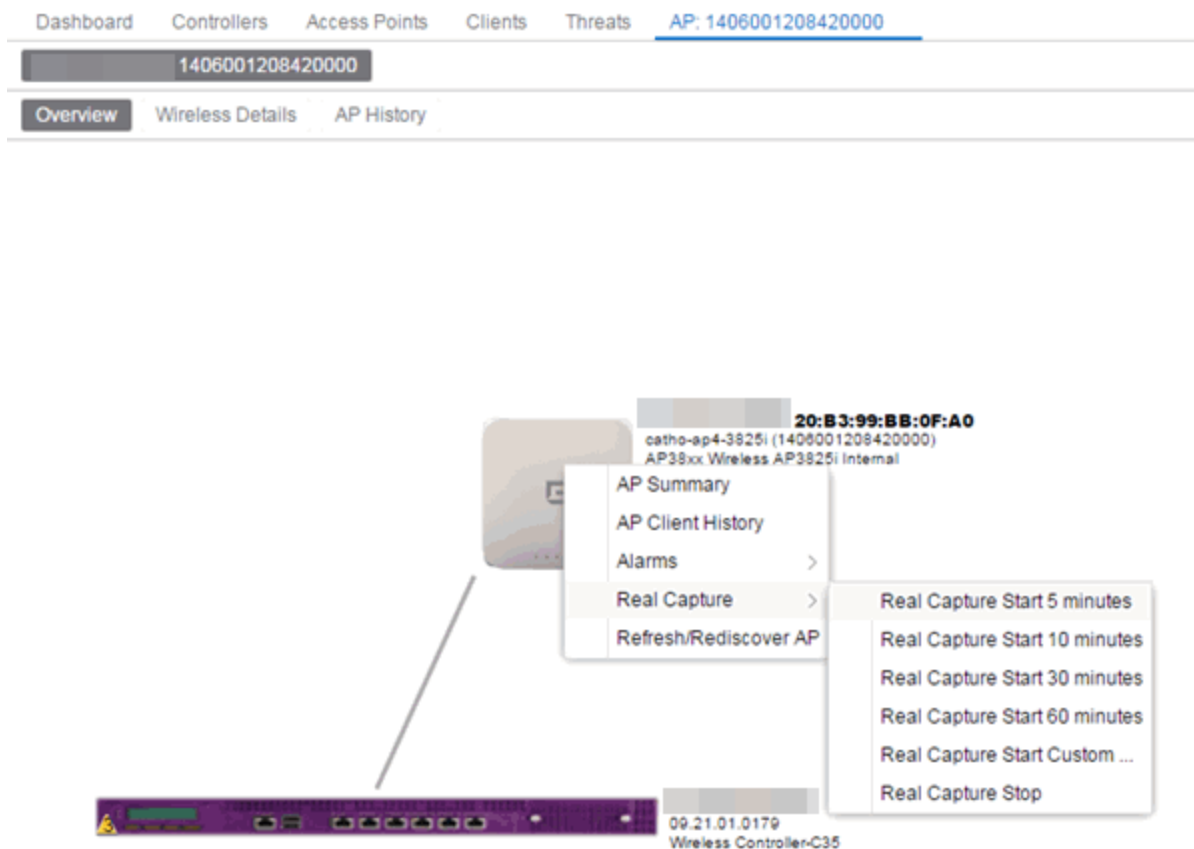 Dashboard Controllers Access Points Clients Threats AP: 1406001208420000
1406001208420000
Overview Wireless Details AP History
20:B3:99:BB:0F:A0
catho-ap4-3825i (1406001208420000)
AP38xx Wireless AP3825i Internal
AP Summary
AP Client History
Alarms
Real Capture
Refresh/Rediscover AP
Real Capture Start 5 minutes
Real Capture Start 10 minutes
Real Capture Start 30 minutes
Real Capture Start 60 minutes
Real Capture Start Custom ...
Real Capture Stop
09.21.01.0179
Wireless Controller-C35